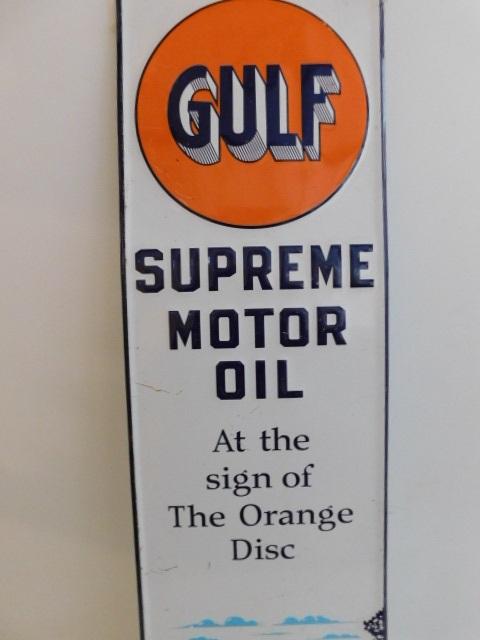 GULF
SUPREME
MOTOR
OIL
At the
sign of
The Orange
Disc